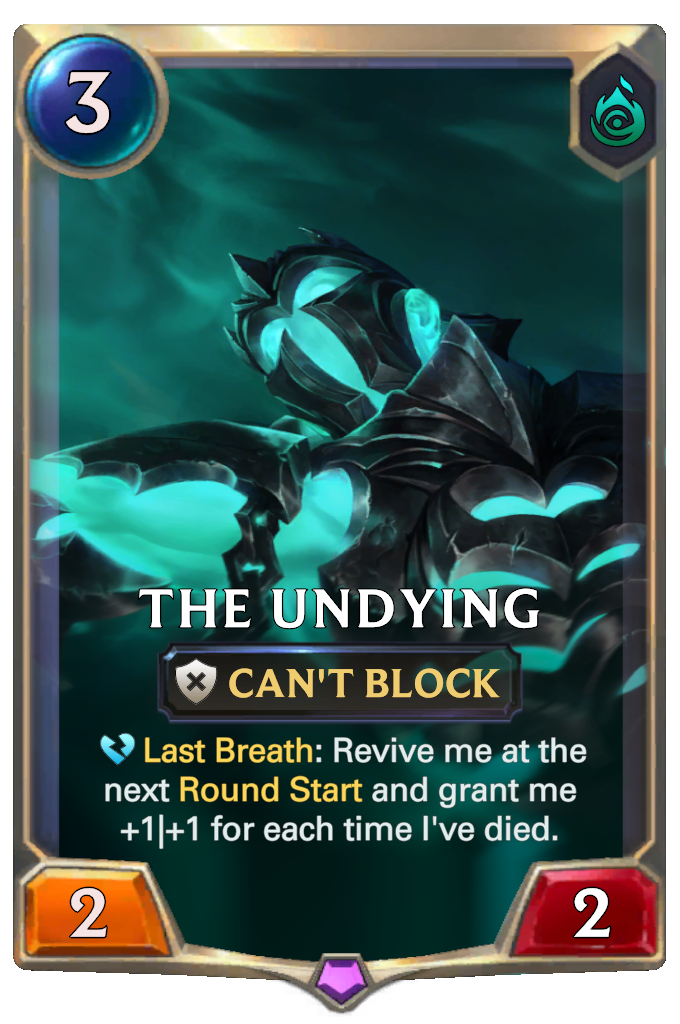 3
THE UNDYING
CAN'T BLOCK
Last Breath: Revive me at the
next Round Start and grant me
+1|+1 for each time I've died.
2
2